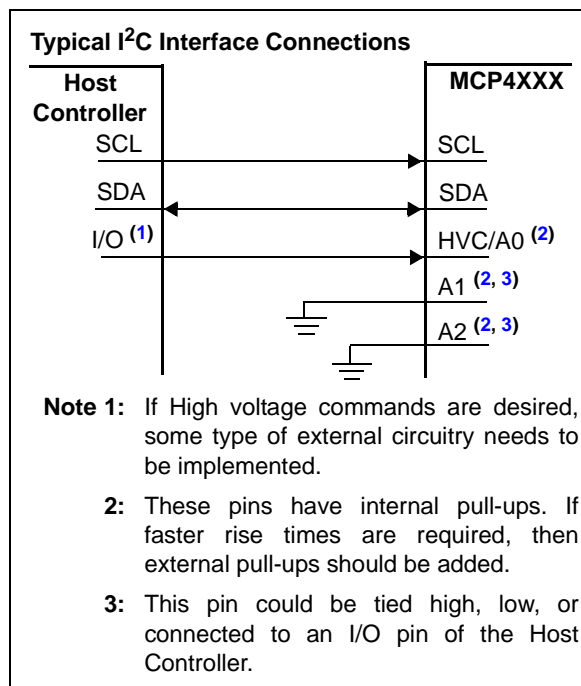 Typical I²C Interface Connections
Host
Controller
MCP4XXX
SCL
SCL
SDA
SDA
I/O (1)
HVC/A0 (2)
A1 (2, 3)
A2 (2, 3)
Note 1: If High voltage commands are desired,
some type of external circuitry needs to
be implemented.
2: These pins have internal pull-ups. If
faster rise times are required, then
external pull-ups should be added.
3: This pin could be tied high, low, or
connected to an I/O pin of the Host
Controller.